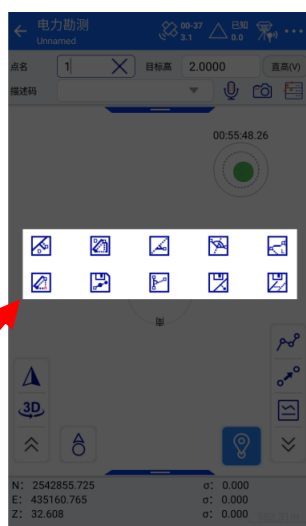 电力勘测
Unnamed
00-37
3.1
已知
0.0
点名 1 目标高 2.0000 直高(V)
描述码
00:55:48.26
南
3D
N: 2542855.725 σ: 0.000
E: 435160.765 σ: 0.000
Z: 32.608 σ: 0.000